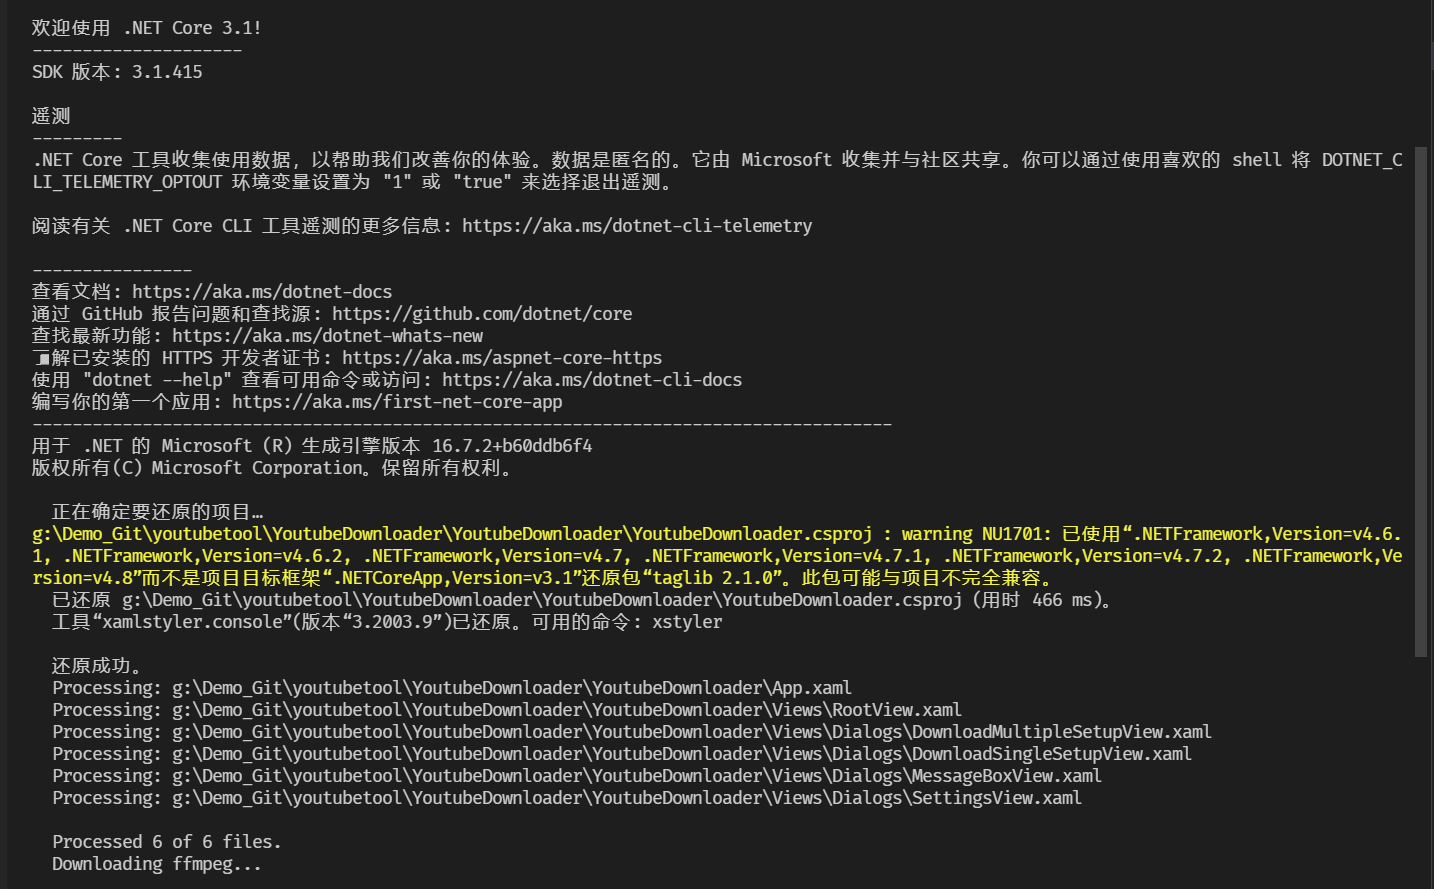 欢迎使用 .NET Core 3.1!
---------------------
SDK 版本: 3.1.415
遥测
---------
.NET Core 工具收集使用数据，以帮助我们改善你的体验。数据是匿名的。它由 Microsoft 收集并与社区共享。你可以通过使用喜欢的 shell 将 DOTNET_C
LI_TELEMETRY_OPTOUT 环境变量设置为 "1" 或 "true" 来选择退出遥测。
阅读有关 .NET Core CLI 工具遥测的更多信息: https://aka.ms/dotnet-cli-telemetry
----------------
查看文档: https://aka.ms/dotnet-docs
通过 GitHub 报告问题和查找源: https://github.com/dotnet/core
查找最新功能: https://aka.ms/dotnet-whats-new
了解已安装的 HTTPS 开发者证书: https://aka.ms/aspnet-core-https
使用 "dotnet --help" 查看可用命令或访问: https://aka.ms/dotnet-cli-docs
编写你的第一个应用: https://aka.ms/first-net-core-app
--------------------------------------------------------------------------------------
用于 .NET 的 Microsoft (R) 生成引擎版本 16.7.2+b60ddb6f4
版权所有(C) Microsoft Corporation。保留所有权利。
正在确定要还原的项目…
g:\Demo_Git\youtubetool\YoutubeDownloader\YoutubeDownloader\YoutubeDownloader.csproj : warning NU1701: 已使用“.NETFramework,Version=v4.6.
1, .NETFramework,Version=v4.6.2, .NETFramework,Version=v4.7, .NETFramework,Version=v4.7.1, .NETFramework,Version=v4.7.2, .NETFramework,Ve
rsion=v4.8”而不是项目目标框架“.NETCoreApp,Version=v3.1”还原包“taglib 2.1.0”。此包可能与项目不完全兼容。
已还原 g:\Demo_Git\youtubetool\YoutubeDownloader\YoutubeDownloader\YoutubeDownloader.csproj (用时 466 ms)。
工具“xamlstyler.console”(版本“3.2003.9”)已还原。可用的命令: xstyler
还原成功。
Processing: g:\Demo_Git\youtubetool\YoutubeDownloader\YoutubeDownloader\App.xaml
Processing: g:\Demo_Git\youtubetool\YoutubeDownloader\YoutubeDownloader\Views\RootView.xaml
Processing: g:\Demo_Git\youtubetool\YoutubeDownloader\YoutubeDownloader\Views\Dialogs\DownloadMultipleSetupView.xaml
Processing: g:\Demo_Git\youtubetool\YoutubeDownloader\YoutubeDownloader\Views\Dialogs\DownloadSingleSetupView.xaml
Processing: g:\Demo_Git\youtubetool\YoutubeDownloader\YoutubeDownloader\Views\Dialogs\MessageBoxView.xaml
Processing: g:\Demo_Git\youtubetool\YoutubeDownloader\YoutubeDownloader\Views\Dialogs\SettingsView.xaml
Processed 6 of 6 files.
Downloading ffmpeg...